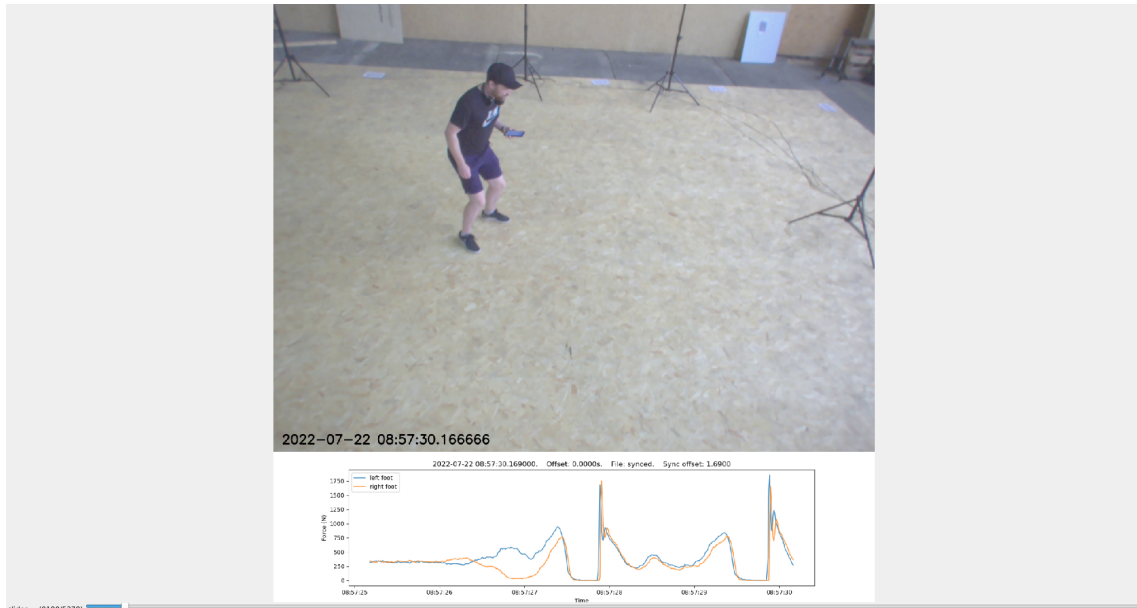 2022-07-22 08:57:30.166666
2022-07-22 08:57:30.169000, Offset: 0.0000s, File: synced, Sync offset: 1.6900
left foot
right foot
Force (N)
1750
1500
1250
1000
750
500
250
0
08:57:25 08:57:26 08:57:27 08:57:28 08:57:29 08:57:30
Time